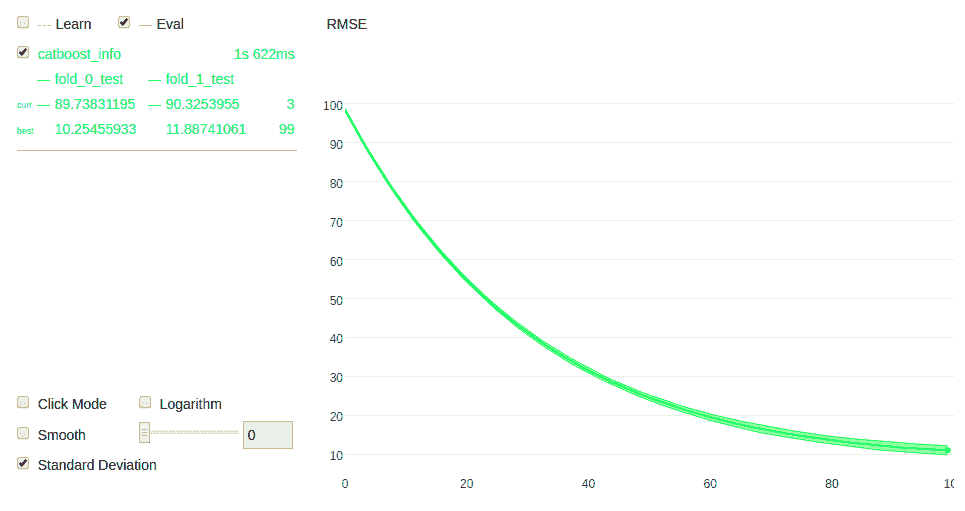 Learn Eval RMSE
catboost_info 1s 622ms
fold_0_test fold_1_test
curr 89.73831195 90.3253955 3
best 10.25455933 11.88741061 99
100
90
80
70
60
50
40
30
20
10
0 20 40 60 80 10
Click Mode Logarithm
Smooth 0
Standard Deviation